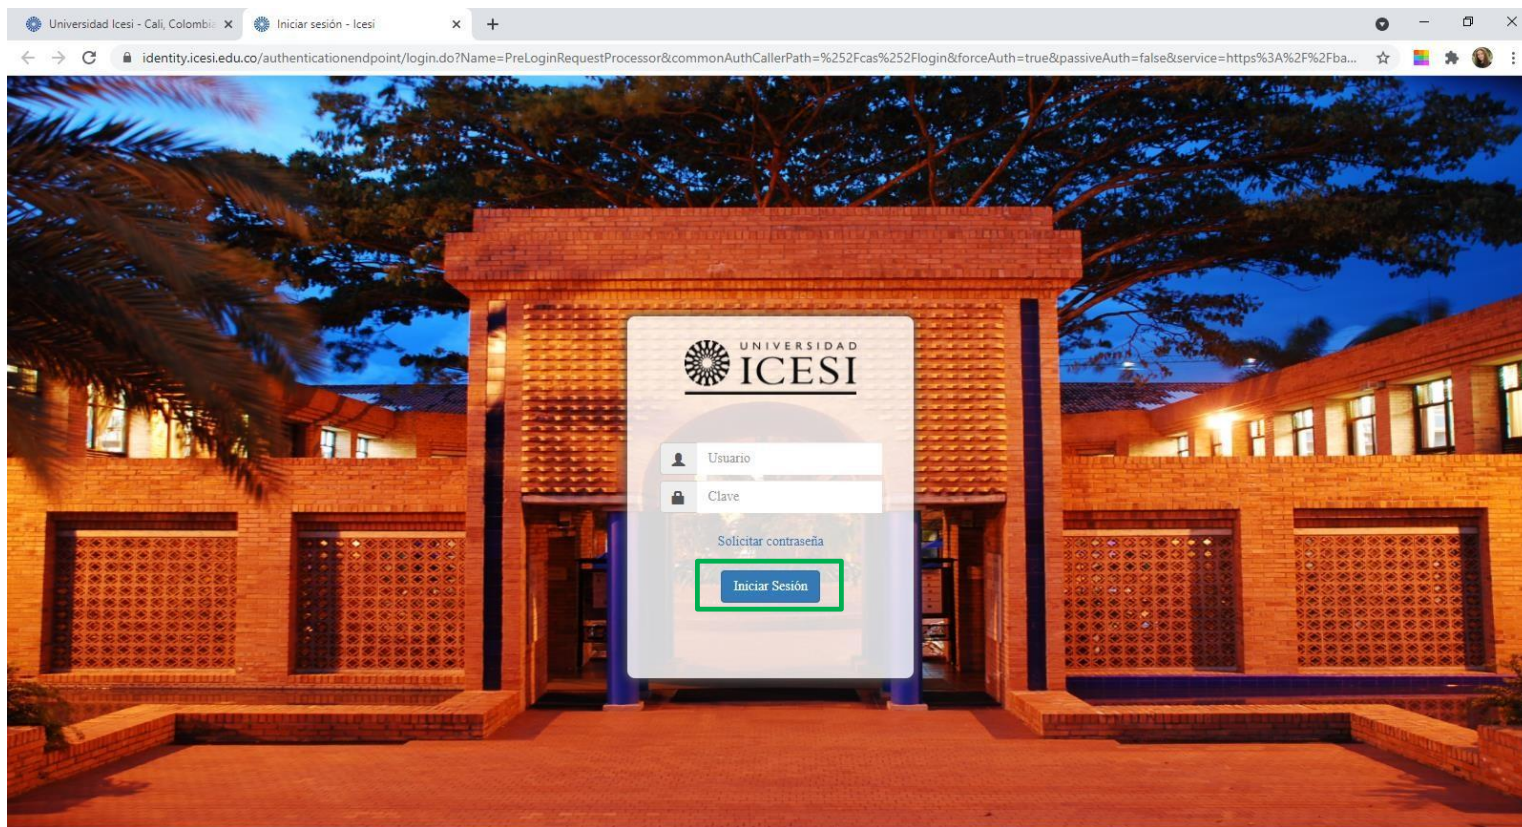 Universidad Icesi - Cali, Colombia
Iniciar sesión - Icesi
identity.icesi.edu.co/authenticationendpoint/login.do?Name=PreLoginRequestProcessor&commonAuthCallerPath=%252Fcas%252Flogin&forceAuth=true&passiveAuth=false&service=https%3A%2F%2Fba...
UNIVERSIDAD
ICESI
Usuario
Clave
Solicitar contraseña
Iniciar Sesión